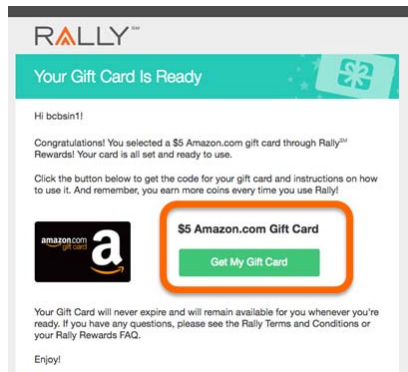 RALLY℠
Your Gift Card Is Ready
Hi bcbsin1!
Congratulations! You selected a $5 Amazon.com gift card through Rally℠
Rewards! Your card is all set and ready to use.
Click the button below to get the code for your gift card and instructions on how
to use it. And remember, you earn more coins every time you use Rally!
amazon.com
gift card
a
$5 Amazon.com Gift Card
Get My Gift Card
Your Gift Card will never expire and will remain available for you whenever you're
ready. If you have any questions, please see the Rally Terms and Conditions or
your Rally Rewards FAQ.
Enjoy!